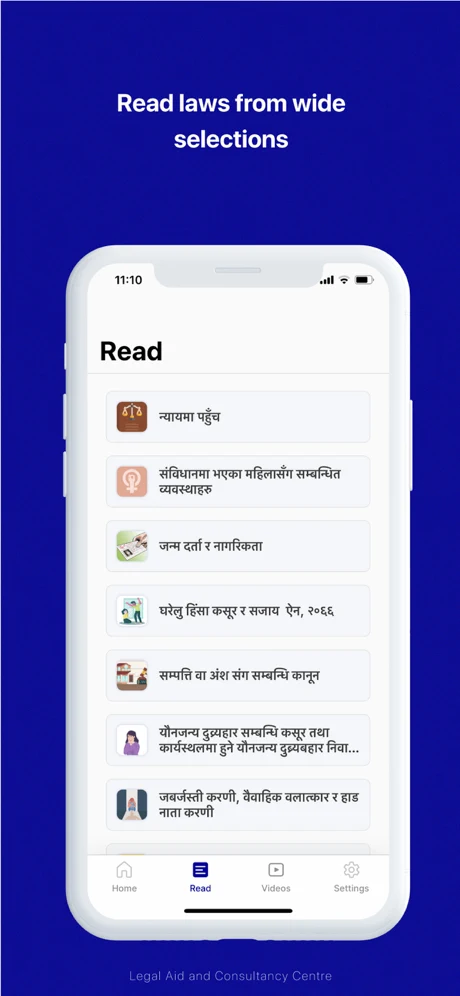 Read laws from wide
selections
11:10
Read
न्यायमा पहुँच
संविधानमा भएका महिलासँग सम्बन्धित
व्यवस्थाहरु
जन्म दर्ता र नागरिकता
घरेलु हिंसा कसूर र सजाय ऐन, २०६६
सम्पत्ति वा अंश संग सम्बन्धि कानून
यौनजन्य दुव्र्यहार सम्बन्धि कसूर तथा
कार्यस्थलमा हुने यौनजन्य दुव्र्यबहार निवा...
जबर्जस्ती करणी, वैवाहिक वलात्कार र हाड
नाता करणी
Home Read Videos Settings
Legal Aid and Consultancy Centre